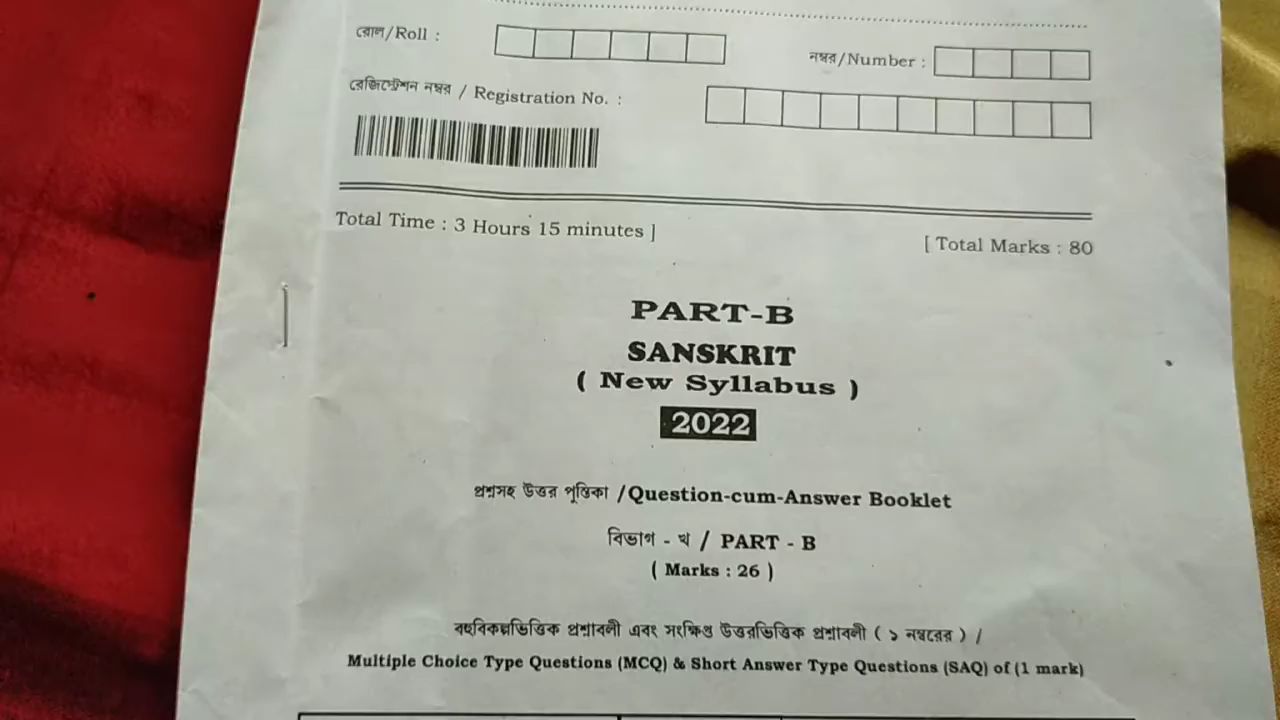 রোল/Roll :
নম্বর/Number :
রেজিস্ট্রেশন নম্বর / Registration No. :
Total Time : 3 Hours 15 minutes ]
[ Total Marks : 80
PART-B
SANSKRIT
( New Syllabus )
2022
প্রশ্নসহ উত্তর পুস্তিকা /Question-cum-Answer Booklet
বিভাগ - খ / PART - B
( Marks : 26 )
বহুবিকল্পভিত্তিক প্রশ্নাবলী এবং সংক্ষিপ্ত উত্তরভিত্তিক প্রশ্নাবলী ( ১ নম্বরের ) /
Multiple Choice Type Questions (MCQ) & Short Answer Type Questions (SAQ) of (1 mark)